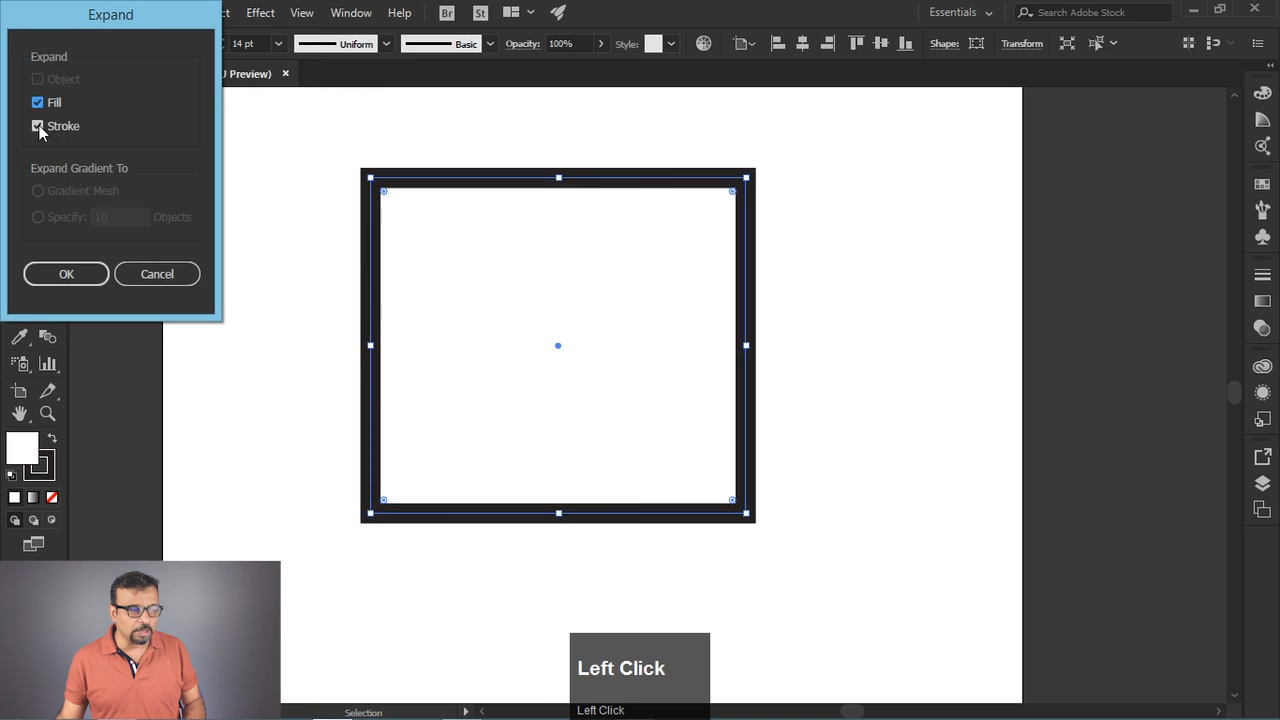 Expand
ct Effect View Window Help Br St Essentials Search Adobe Stock
14 pt Uniform Basic Opacity: 100% Style: Shape: Transform
Preview)
Expand
Object
Fill
Stroke
Expand Gradient To
Gradient Mesh
Specify: 10 Objects
OK Cancel
Left Click
Left Click
Selection